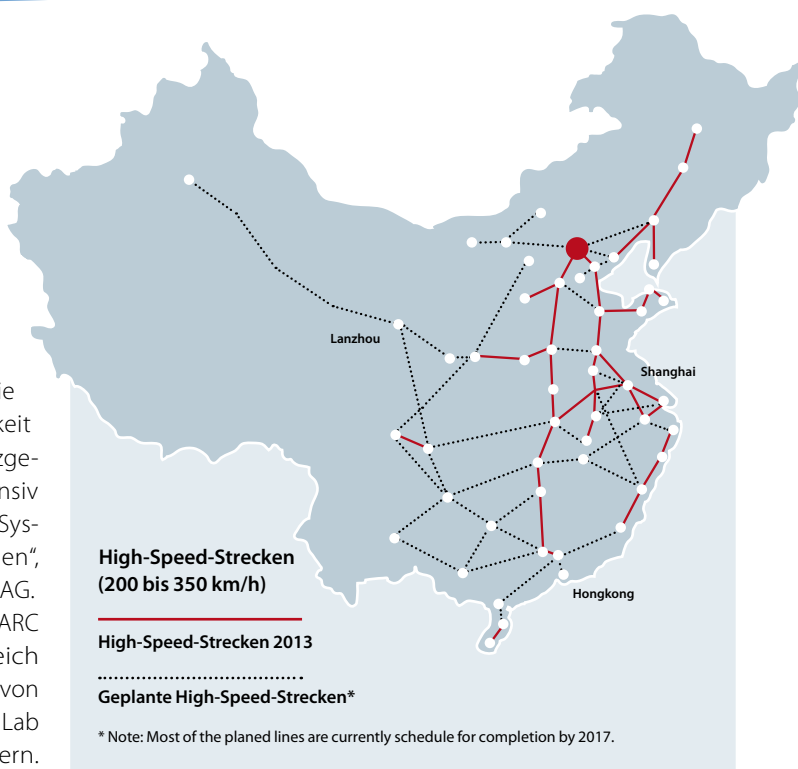 ie
keit
zge-
nsiv
Sys-
en“,
AG.
ARC
eich
von
Lab
ern.
Lanzhou
Shanghai
Hongkong
High-Speed-Strecken
(200 bis 350 km/h)
High-Speed-Strecken 2013
Geplante High-Speed-Strecken*
* Note: Most of the planed lines are currently schedule for completion by 2017.